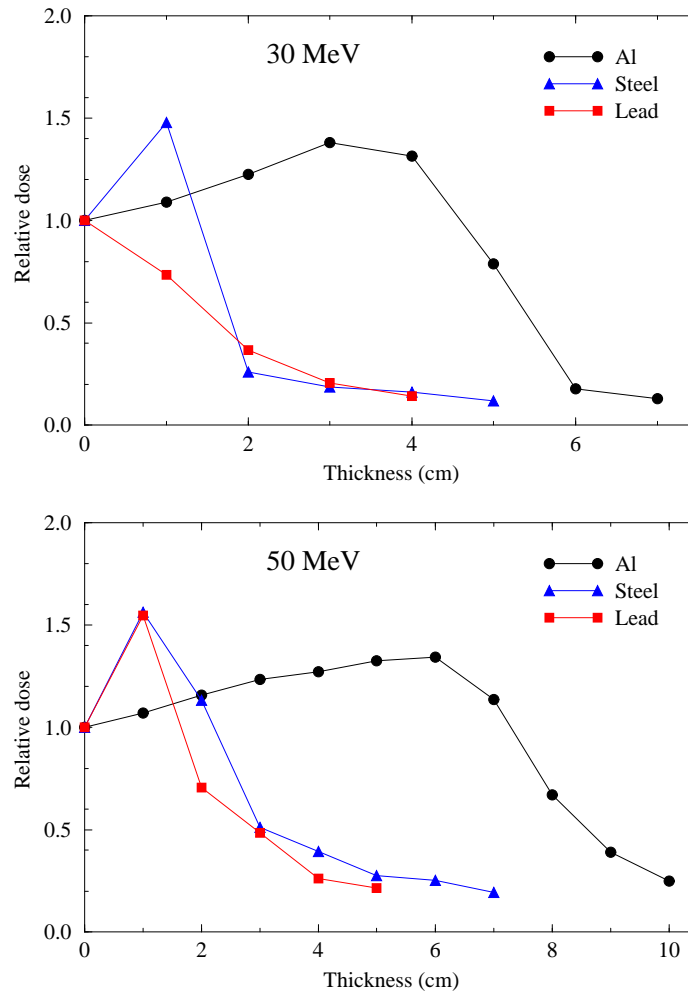 2.0
30 MeV
Al
Steel
Lead
1.5
1.0
0.5
0.0
Relative dose
0 2 4 6
Thickness (cm)
2.0
50 MeV
Al
Steel
Lead
1.5
1.0
0.5
0.0
Relative dose
0 2 4 6 8 10
Thickness (cm)